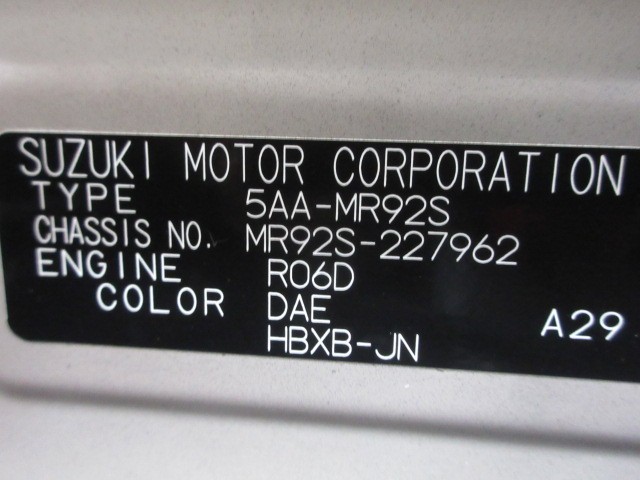 SUZUKI MOTOR CORPORATION
TYPE 5AA-MR92S
CHASSIS NO. MR92S-227962
ENGINE R06D
COLOR DAE A29
HBXB-JN